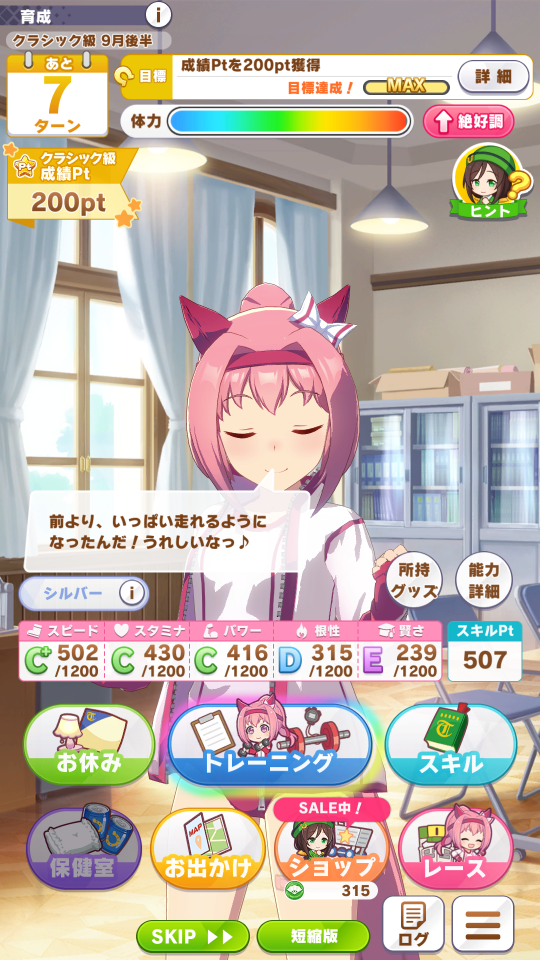 育成
i
クラシック級 9月後半
あと
7
ターン
目標
成績Ptを200pt獲得
目標達成！
MAX
詳細
体力
絶好調
Pt
クラシック級
成績Pt
200pt
?
ヒント
前より、いっぱい走れるように
なったんだ！うれしいなっ♪
シルバー
i
所持
グッズ
能力
詳細
スピード
スタミナ
パワー
根性
賢さ
スキルPt
C+ 502
/1200
C 430
/1200
C 416
/1200
D 315
/1200
E 239
/1200
507
お休み
トレーニング
スキル
SALE中！
保健室
MAP
お出かけ
ショップ
レース
315
SKIP
短縮版
ログ